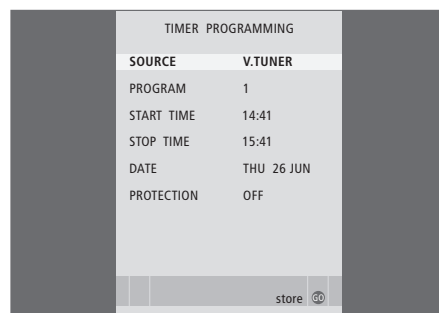 TIMER PROGRAMMING
SOURCE V.TUNER
PROGRAM 1
START TIME 14:41
STOP TIME 15:41
DATE THU 26 JUN
PROTECTION OFF
store GO